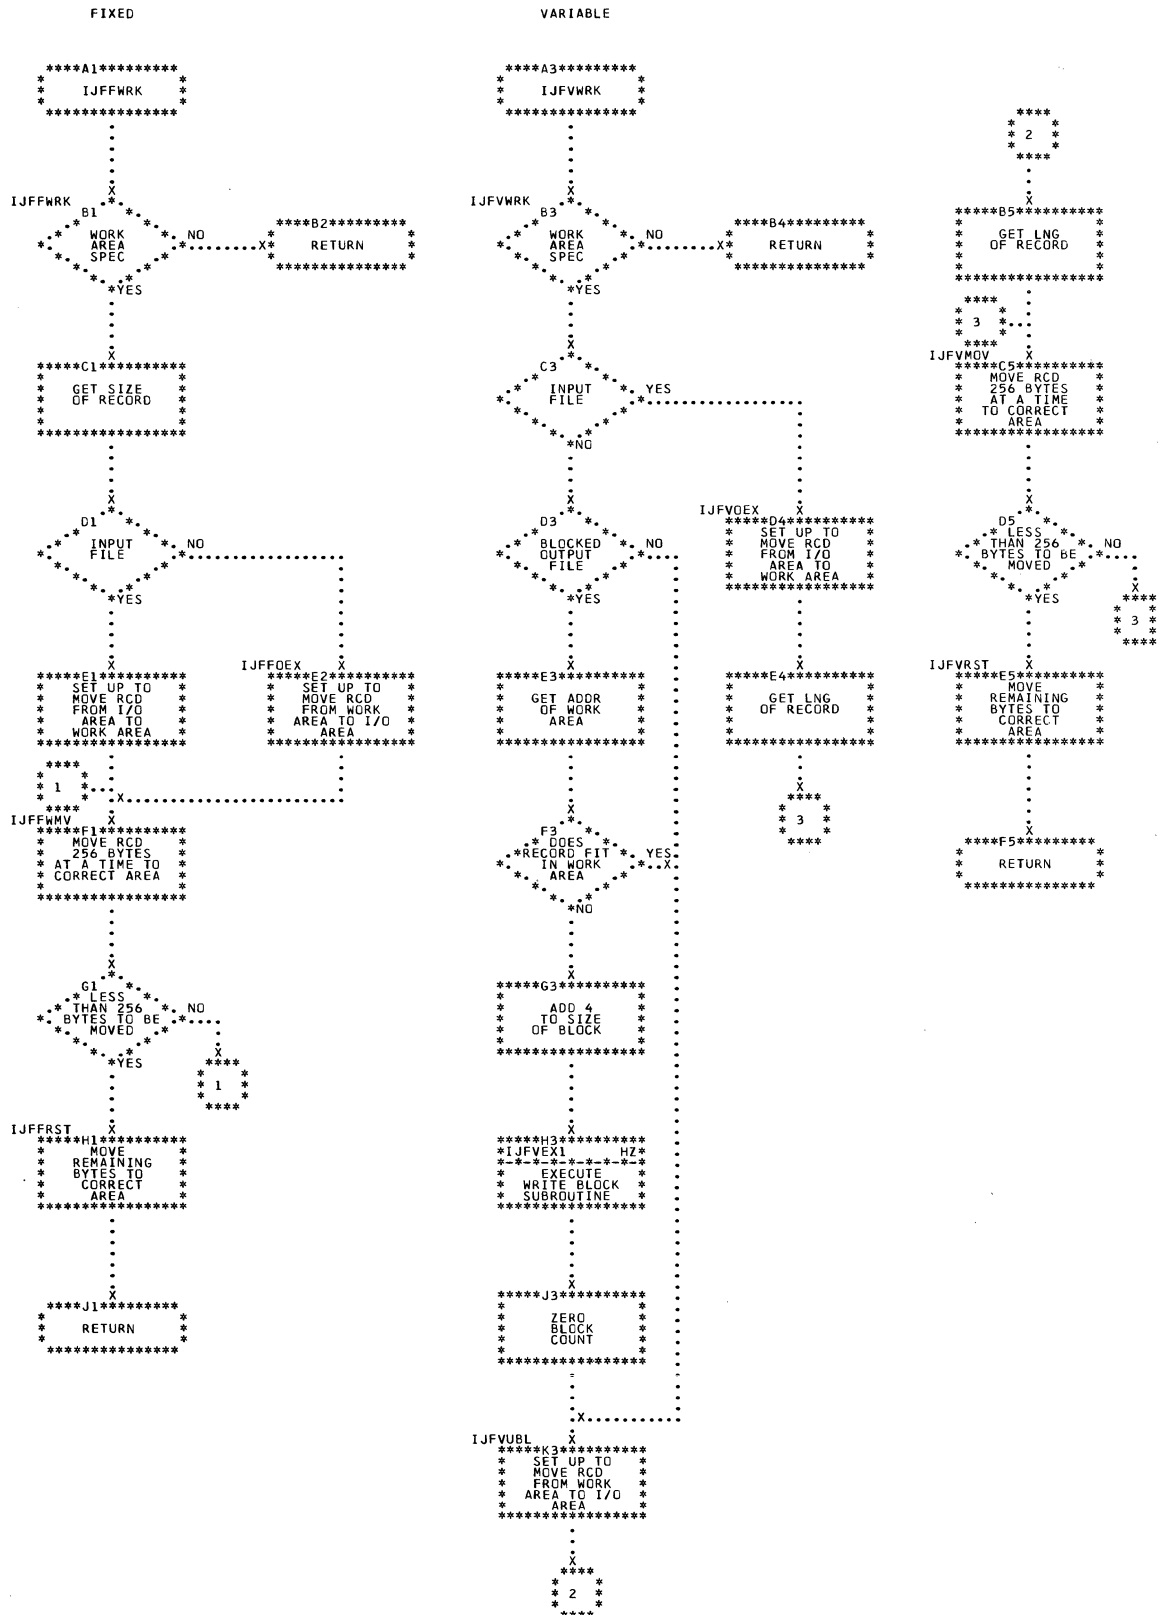 FIXED
VARIABLE
A1
IJFFWRK
IJFFWRK
B1
WORK
AREA
SPEC
NO
B2
RETURN
YES
C1
GET SIZE
OF RECORD
D1
INPUT
FILE
NO
YES
E1
SET UP TO
MOVE RCD
FROM I/O
AREA TO
WORK AREA
IJFFOEX
E2
SET UP TO
MOVE RCD
FROM WORK
AREA TO I/O
AREA
1
IJFFWMV
F1
MOVE RCD
256 BYTES
AT A TIME TO
CORRECT AREA
G1
LESS
THAN 256
BYTES TO BE
MOVED
NO
1
YES
IJFFRST
H1
MOVE
REMAINING
BYTES TO
CORRECT
AREA
J1
RETURN
A3
IJFVWRK
IJFVWRK
B3
WORK
AREA
SPEC
NO
B4
RETURN
YES
C3
INPUT
FILE
YES
NO
D3
BLOCKED
OUTPUT
FILE
NO
YES
IJFVOEX
D4
SET UP TO
MOVE RCD
FROM I/O
AREA TO
WORK AREA
E3
GET ADDR
OF WORK
AREA
E4
GET LNG
OF RECORD
3
F3
DOES
RECORD FIT
IN WORK
AREA
YES
NO
G3
ADD 4
TO SIZE
OF BLOCK
H3
IJFVEX1 HZ
EXECUTE
WRITE BLOCK
SUBROUTINE
J3
ZERO
BLOCK
COUNT
IJFVUBL
K3
SET UP TO
MOVE RCD
FROM WORK
AREA TO I/O
AREA
2
2
B5
GET LNG
OF RECORD
3
IJFVMOV
C5
MOVE RCD
256 BYTES
AT A TIME
TO CORRECT
AREA
D5
LESS
THAN 256
BYTES TO BE
MOVED
NO
3
YES
IJFVRST
E5
MOVE
REMAINING
BYTES TO
CORRECT
AREA
F5
RETURN